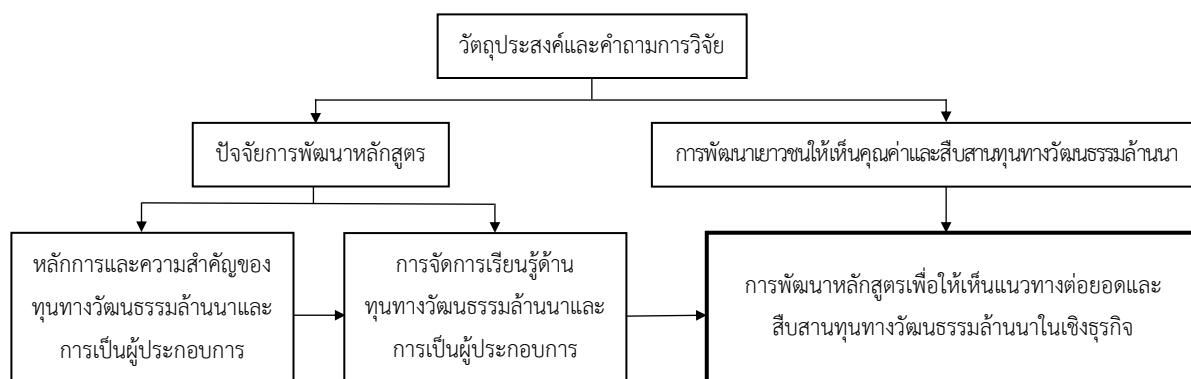 วัตถุประสงค์และคำถามการวิจัย
ปัจจัยการพัฒนาหลักสูตร
การพัฒนาเยาวชนให้เห็นคุณค่าและสืบสานทุนทางวัฒนธรรมล้านนา
หลักการและความสำคัญของ
ทุนทางวัฒนธรรมล้านนาและ
การเป็นผู้ประกอบการ
การจัดการเรียนรู้ด้าน
ทุนทางวัฒนธรรมล้านนาและ
การเป็นผู้ประกอบการ
การพัฒนาหลักสูตรเพื่อให้เห็นแนวทางต่อยอดและ
สืบสานทุนทางวัฒนธรรมล้านนาในเชิงธุรกิจ